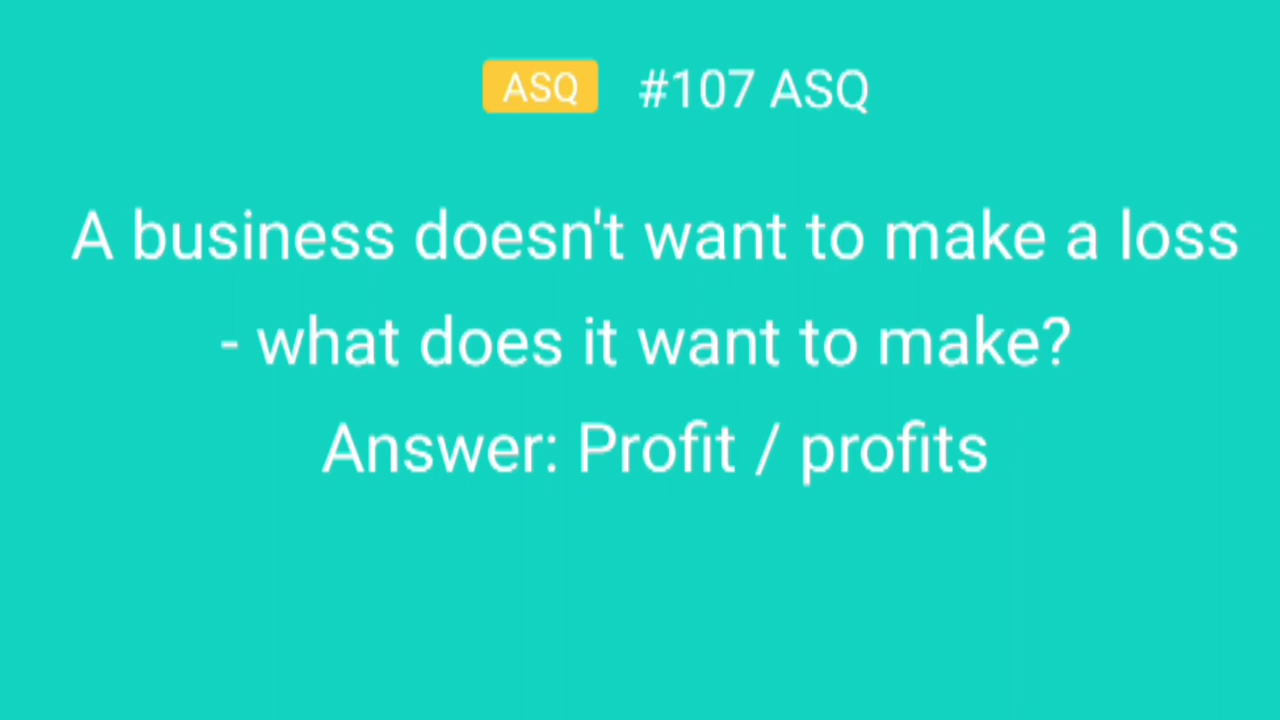 ASQ #107 ASQ
A business doesn't want to make a loss
- what does it want to make?
Answer: Profit / profits